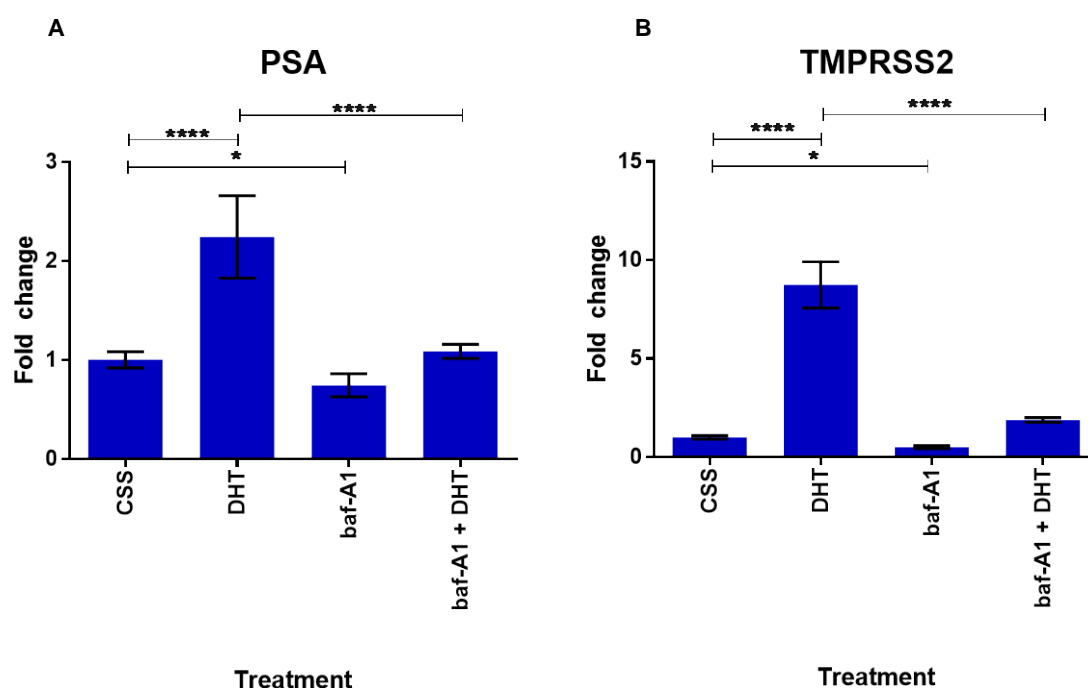 A
PSA
****
****
*
3
2
1
0
Fold change
CSS
DHT
baf-A1
baf-A1 + DHT
Treatment
B
TMPRSS2
****
****
*
15
10
5
0
Fold change
CSS
DHT
baf-A1
baf-A1 + DHT
Treatment